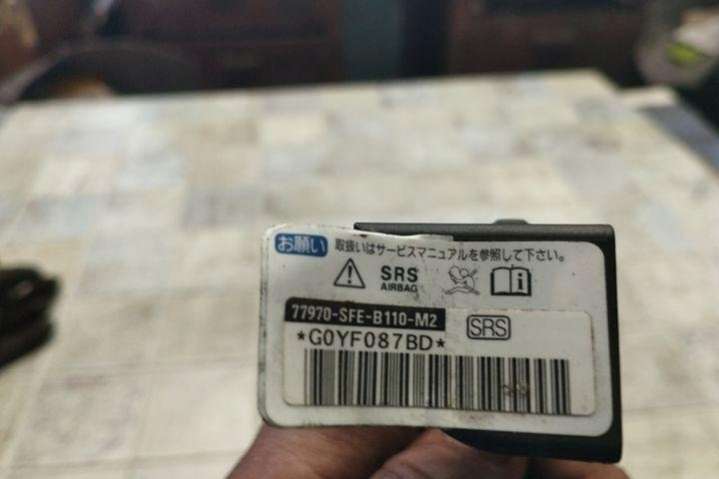 お願い 取扱いはサービスマニュアルを参照して下さい。
SRS
AIRBAG
77970-SFE-B110-M2
SRS
*G0YF087BD*